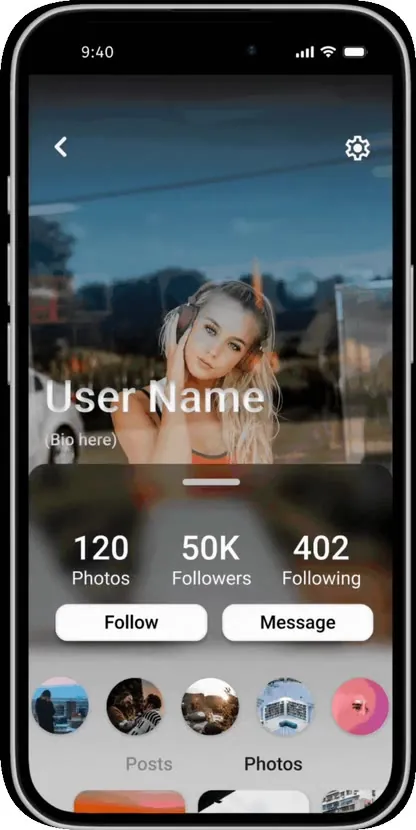 9:40
User Name
(Bio here)
120 50K 402
Photos Followers Following
Follow Message
Posts Photos